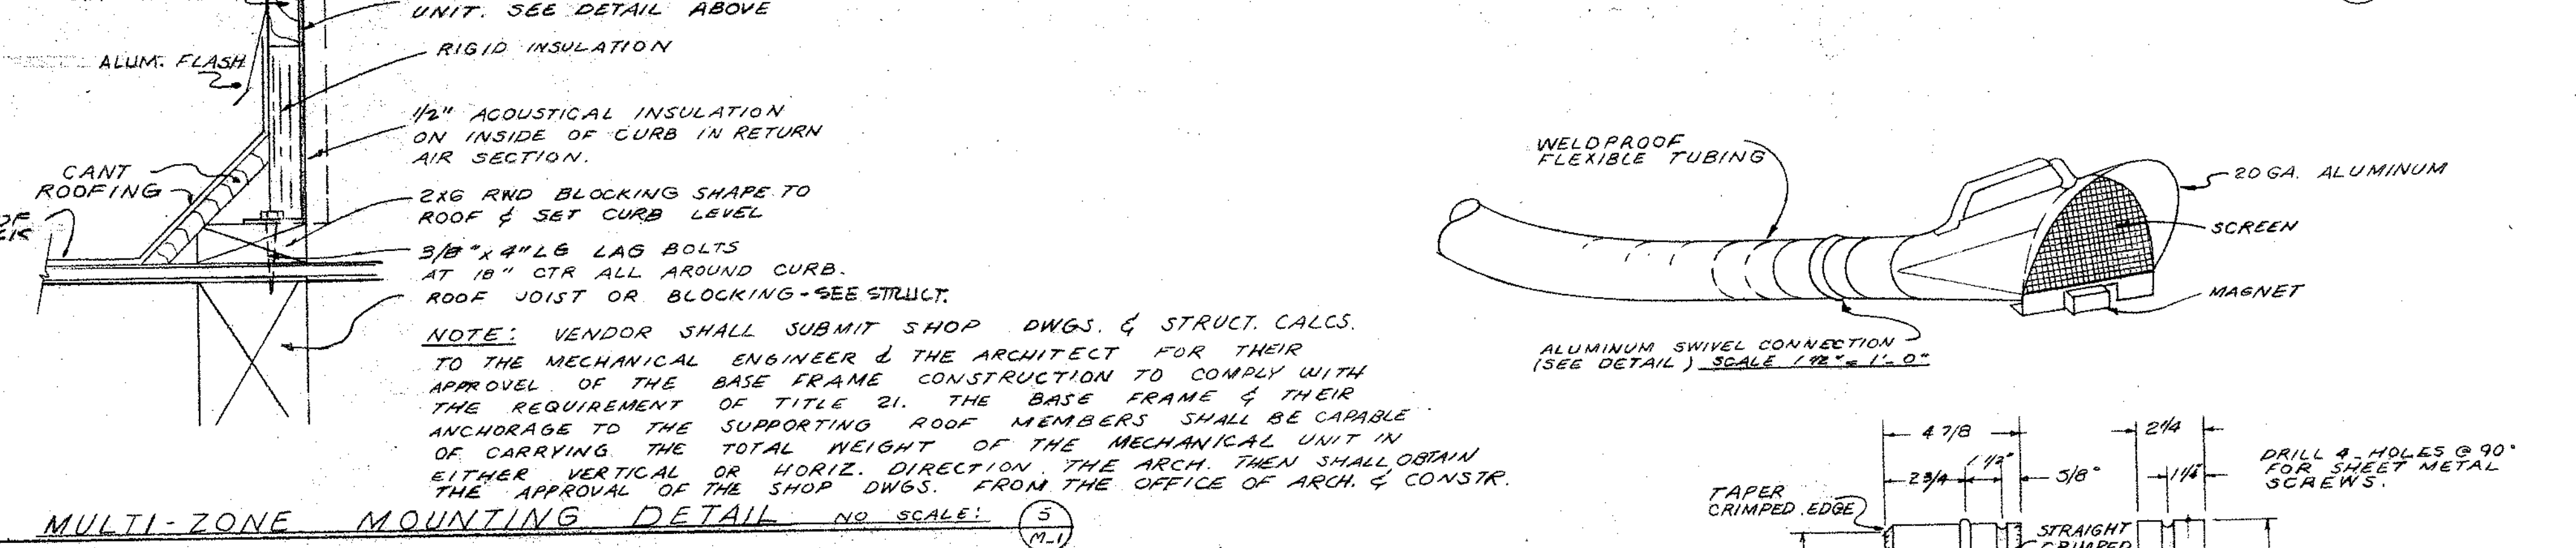 UNIT. SEE DETAIL ABOVE
RIGID INSULATION
ALUM. FLASH
1/2" ACOUSTICAL INSULATION
ON INSIDE OF CURB IN RETURN
AIR SECTION.
CANT
ROOFING
2X6 RWD BLOCKING SHAPE TO
ROOF & SET CURB LEVEL
3/8" x 4" LG LAG BOLTS
AT 18" CTR ALL AROUND CURB.
ROOF JOIST OR BLOCKING - SEE STRUCT.
NOTE: VENDOR SHALL SUBMIT SHOP DWGS. & STRUCT. CALCS.
TO THE MECHANICAL ENGINEER & THE ARCHITECT FOR THEIR
APPROVEL OF THE BASE FRAME CONSTRUCTION TO COMPLY WITH
THE REQUIREMENT OF TITLE 21. THE BASE FRAME & THEIR
ANCHORAGE TO THE SUPPORTING ROOF MEMBERS SHALL BE CAPABLE
OF CARRYING THE TOTAL WEIGHT OF THE MECHANICAL UNIT IN
EITHER VERTICAL OR HORIZ. DIRECTION. THE ARCH. THEN SHALL OBTAIN
THE APPROVAL OF THE SHOP DWGS. FROM THE OFFICE OF ARCH. & CONSTR.
MULTI-ZONE MOUNTING DETAIL NO SCALE:
5
M-1
WELDPROOF
FLEXIBLE TUBING
20 GA. ALUMINUM
SCREEN
MAGNET
ALUMINUM SWIVEL CONNECTION
(SEE DETAIL) SCALE 1 1/2" = 1'-0"
4 7/8
2 1/4
1 1/2"
2 3/4
5/8"
DRILL 4-HOLES @ 90°
FOR SHEET METAL
SCREWS.
TAPER
CRIMPED EDGE
STRAIGHT
CRIMPED